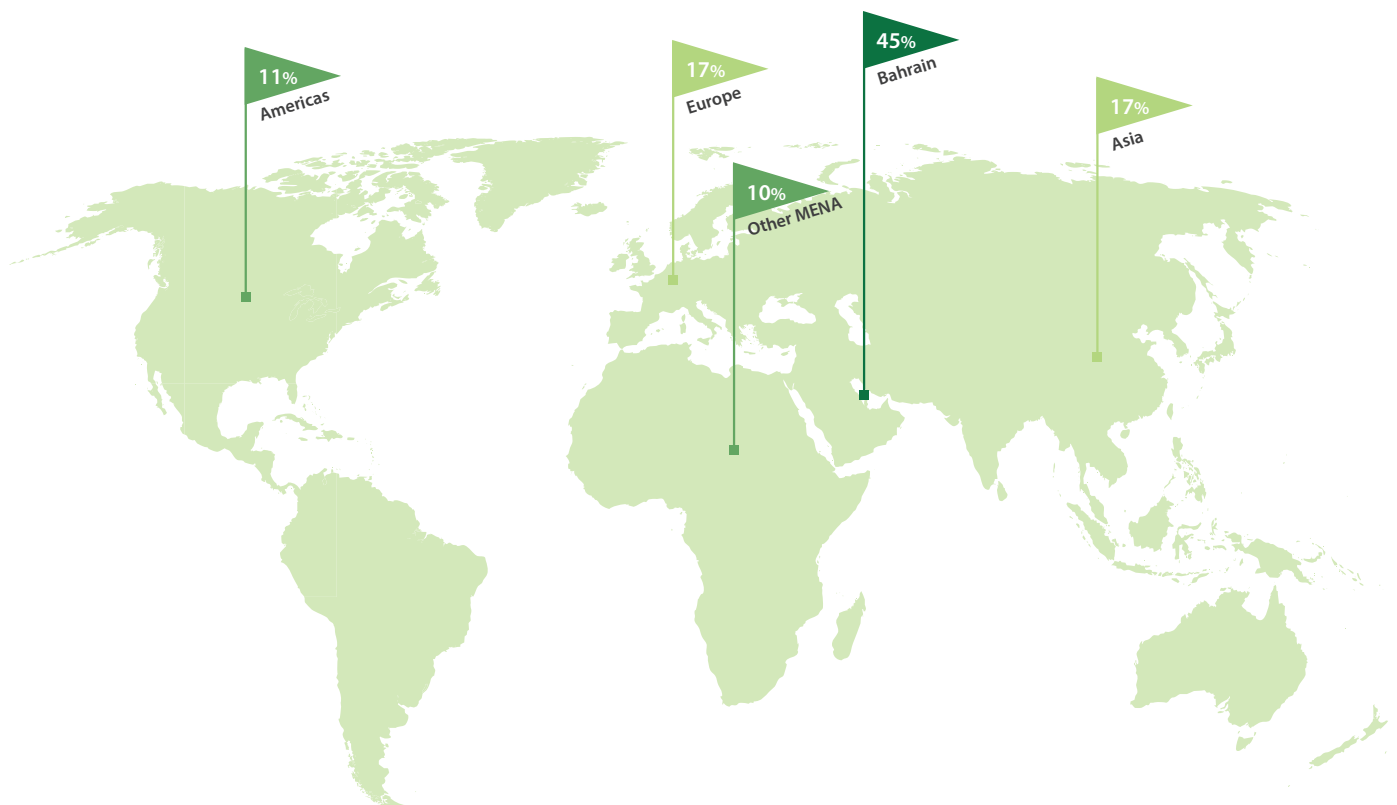 11%
Americas
17%
Europe
45%
Bahrain
17%
Asia
10%
Other MENA